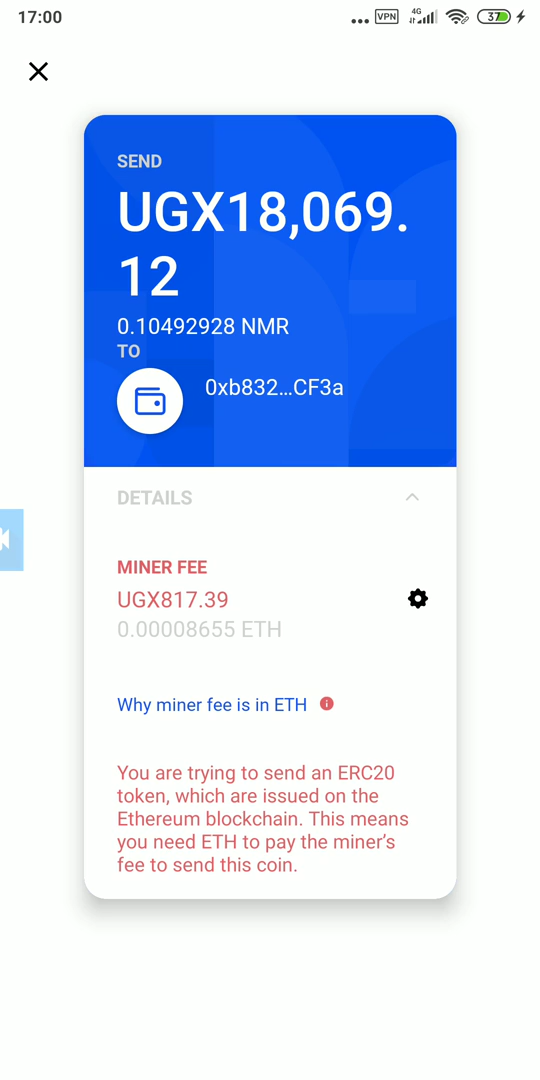 17:00
VPN
4G
37
SEND
UGX18,069.
12
0.10492928 NMR
TO
0xb832...CF3a
DETAILS
MINER FEE
UGX817.39
0.00008655 ETH
Why miner fee is in ETH
You are trying to send an ERC20
token, which are issued on the
Ethereum blockchain. This means
you need ETH to pay the miner’s
fee to send this coin.